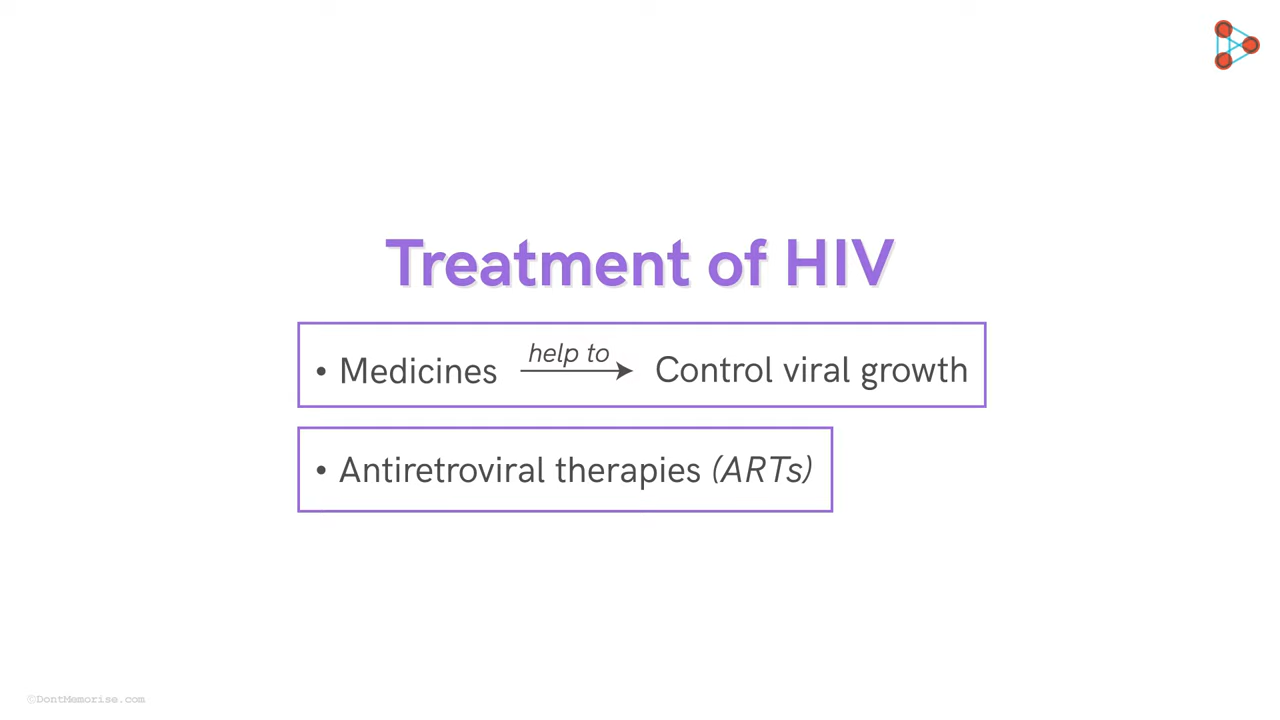 Treatment of HIV
help to
• Medicines → Control viral growth
• Antiretroviral therapies (ARTs)
©DontMemorise.com